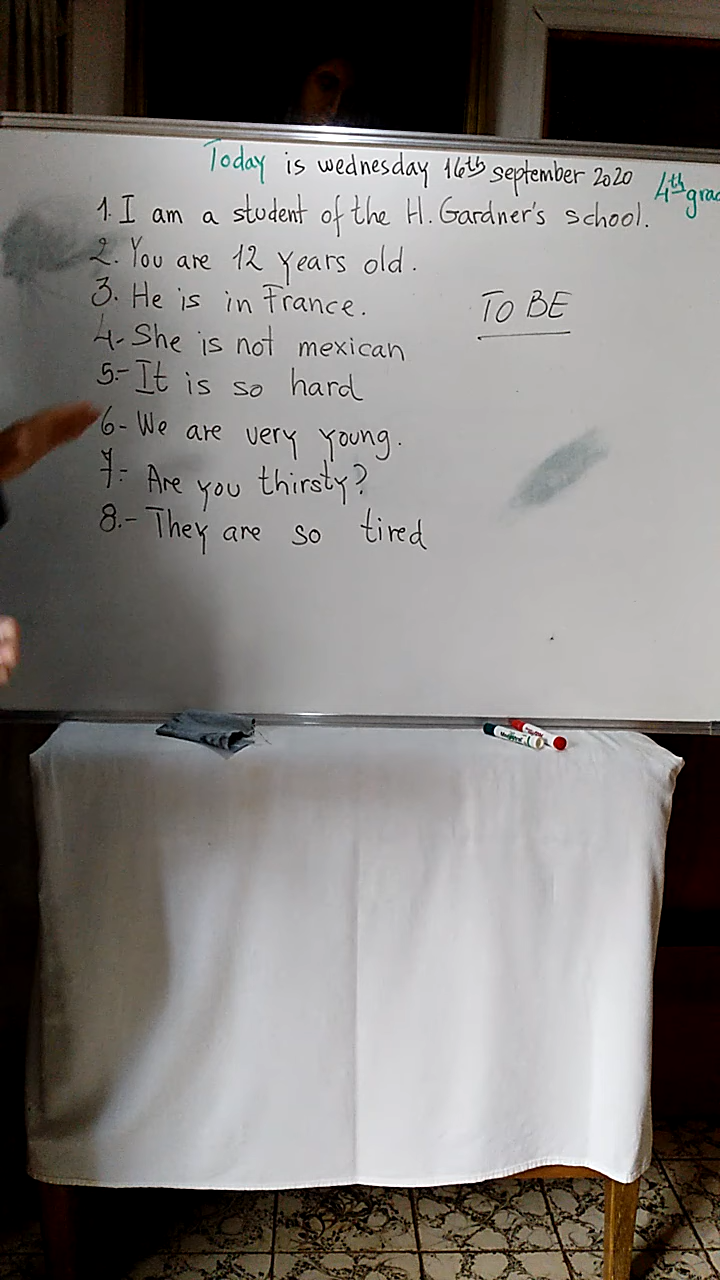 Today is wednesday 16th september 2020
4th grad
1. I am a student of the H. Gardner's school.
2. You are 12 years old.
3. He is in France.
TO BE
4- She is not mexican
5.- It is so hard
6- We are very young.
7- Are you thirsty?
8.- They are so tired